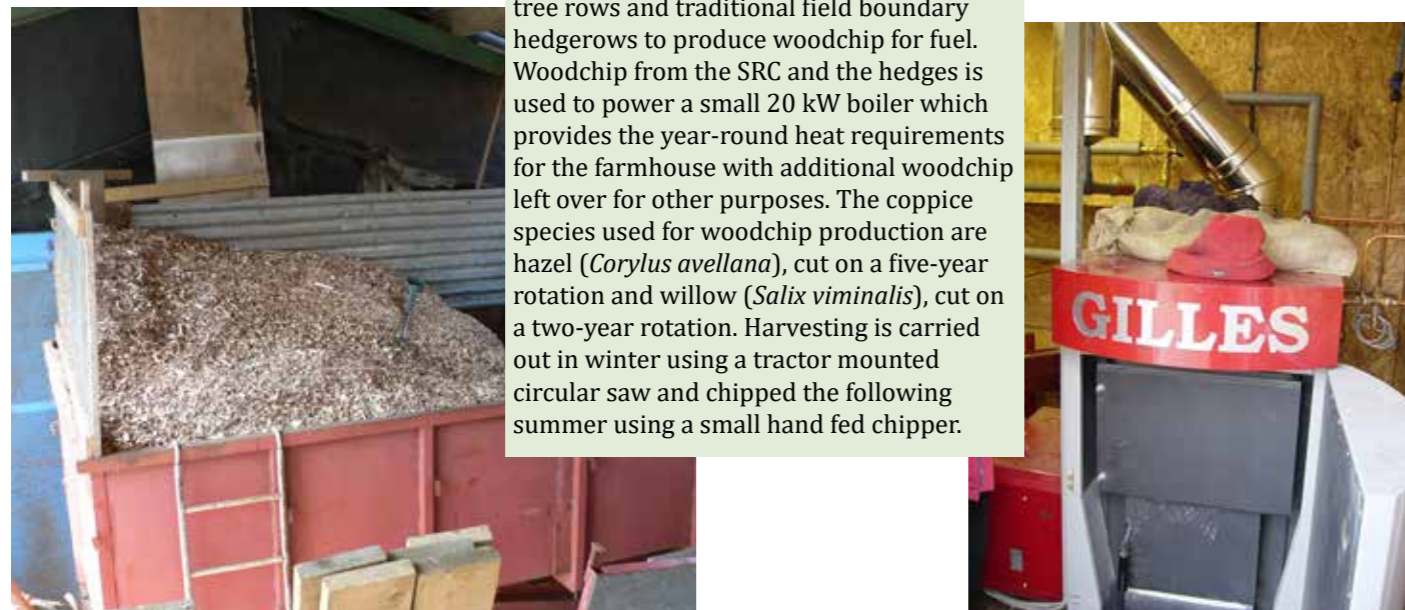 tree rows and traditional field boundary
hedgerows to produce woodchip for fuel.
Woodchip from the SRC and the hedges is
used to power a small 20 kW boiler which
provides the year-round heat requirements
for the farmhouse with additional woodchip
left over for other purposes. The coppice
species used for woodchip production are
hazel (Corylus avellana), cut on a five-year
rotation and willow (Salix viminalis), cut on
a two-year rotation. Harvesting is carried
out in winter using a tractor mounted
circular saw and chipped the following
summer using a small hand fed chipper.
GILLES